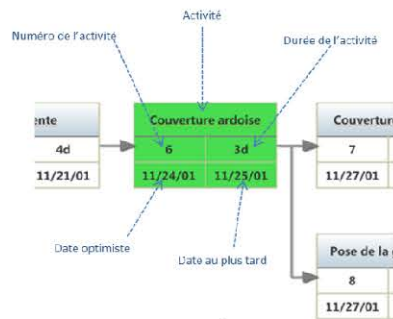 Activité
Numéro de l'activité
Durée de l'activité
ente
Couverture ardoise
Couverture
4d
6
3d
7
11/21/01
11/24/01
11/25/01
11/27/01
Date optimiste
Date au plus tard
Pose de la
8
11/27/01